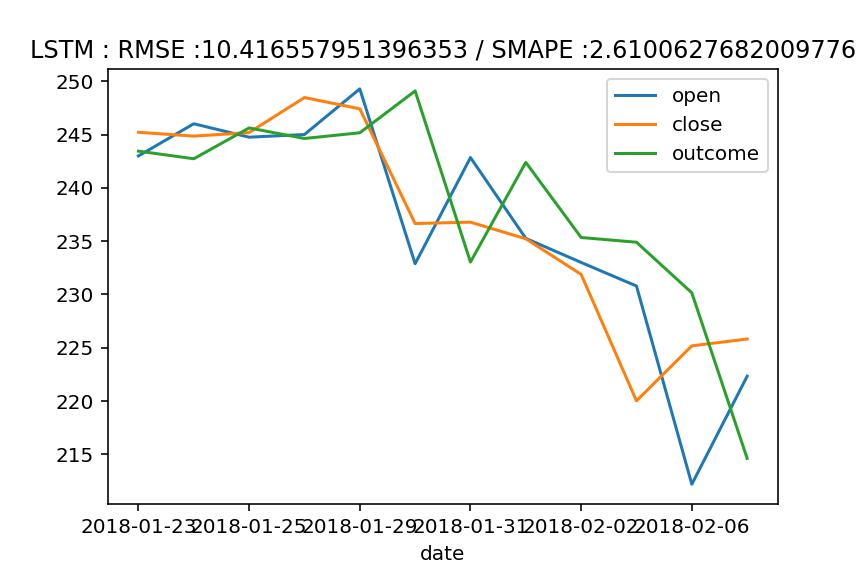 LSTM : RMSE :10.416557951396353 / SMAPE :2.6100627682009776
250
245
240
235
230
225
220
215
open
close
outcome
2018-01-23 2018-01-25 2018-01-29 2018-01-31 2018-02-02 2018-02-06
date